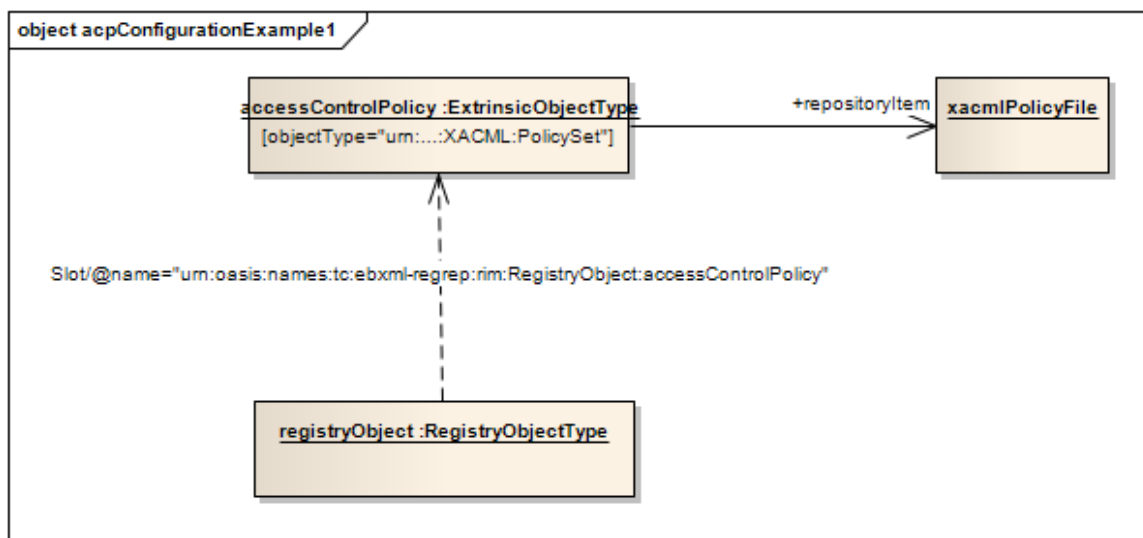 object acpConfigurationExample1
accessControlPolicy :ExtrinsicObjectType
[objectType="urn:...:XACML:PolicySet"]
+repositoryItem
xacmlPolicyFile
Slot/@name="urn:oasis:names:tc:ebxml-regrep:rim:RegistryObject:accessControlPolicy"
registryObject :RegistryObjectType